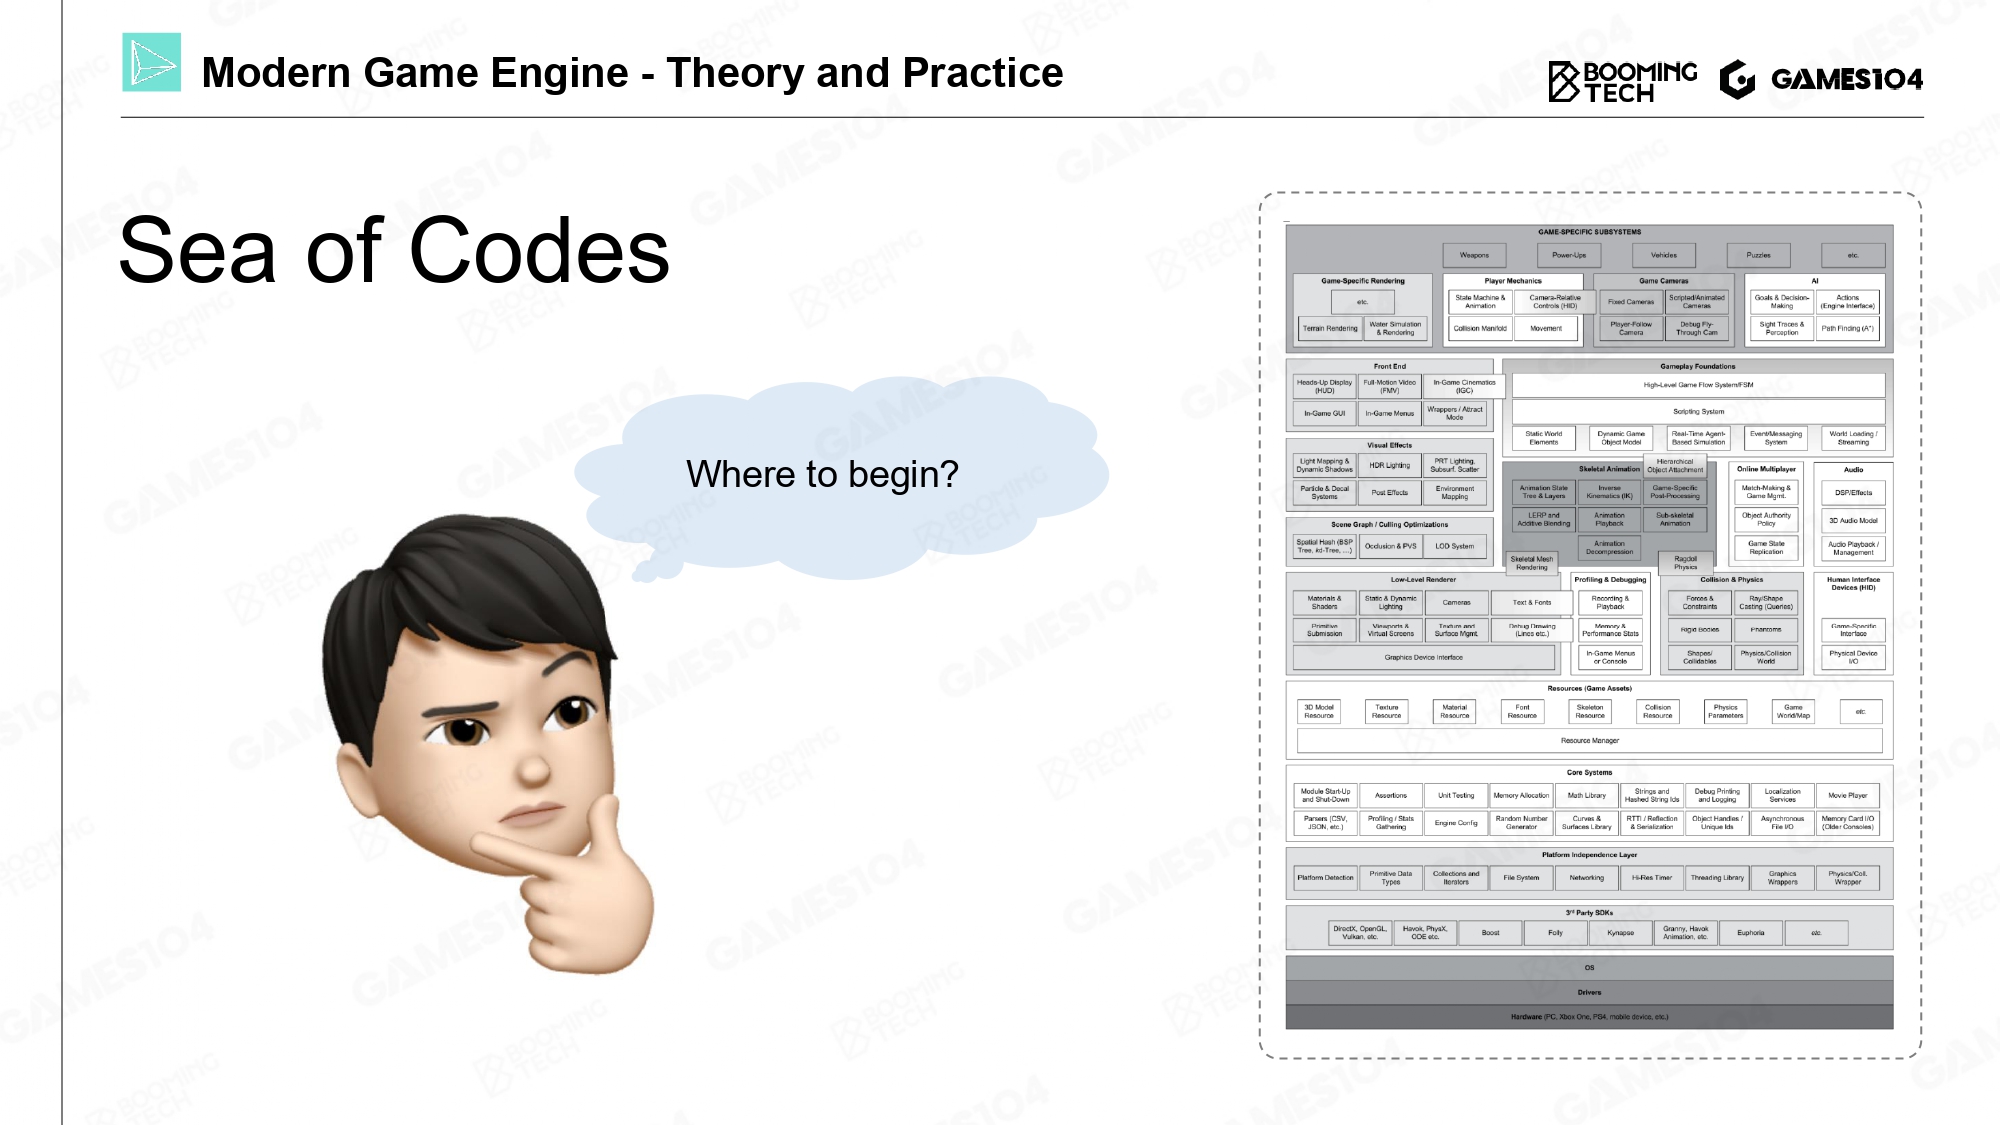 Modern Game Engine - Theory and Practice
BOOMING
TECH
GAMES104
Sea of Codes
Where to begin?
GAME-SPECIFIC SUBSYSTEMS
Weapons
Power-Ups
Vehicles
Puzzles
etc.
Game-Specific Rendering
etc.
Terrain Rendering
Water Simulation
& Rendering
Player Mechanics
State Machine &
Animation
Camera-Relative
Controls (HID)
Collision Manifold
Movement
Game Cameras
Fixed Cameras
Scripted/Animated
Cameras
Player-Follow
Camera
Debug Fly-
Through Cam
AI
Goals & Decision-
Making
Actions
(Engine Interface)
Sight Traces &
Perception
Path Finding (A*)
Front End
Heads-Up Display
(HUD)
Full-Motion Video
(FMV)
In-Game Cinematics
(IGC)
In-Game GUI
In-Game Menus
Wrappers / Attract
Mode
Gameplay Foundations
High-Level Game Flow System/FSM
Scripting System
Static World
Elements
Dynamic Game
Object Model
Real-Time Agent-
Based Simulation
Event/Messaging
System
World Loading /
Streaming
Visual Effects
Light Mapping &
Dynamic Shadows
HDR Lighting
PRT Lighting,
Subsurf. Scatter
Particle & Decal
Systems
Post Effects
Environment
Mapping
Scene Graph / Culling Optimizations
Spatial Hash (BSP
Tree, kd-Tree, ...)
Occlusion & PVS
LOD System
Skeletal Animation
Hierarchical
Object Attachment
Animation State
Tree & Layers
Inverse
Kinematics (IK)
Game-Specific
Post-Processing
LERP and
Additive Blending
Animation
Playback
Sub-skeletal
Animation
Animation
Decompression
Skeletal Mesh
Rendering
Ragdoll
Physics
Online Multiplayer
Match-Making &
Game Mgmt.
Object Authority
Policy
Game State
Replication
Audio
DSP/Effects
3D Audio Model
Audio Playback /
Management
Low-Level Renderer
Materials &
Shaders
Static & Dynamic
Lighting
Cameras
Text & Fonts
Primitive
Submission
Viewports &
Virtual Screens
Texture and
Surface Mgmt.
Debug Drawing
(Lines etc.)
Graphics Device Interface
Profiling & Debugging
Recording &
Playback
Memory &
Performance Stats
In-Game Menus
or Console
Collision & Physics
Forces &
Constraints
Ray/Shape
Casting (Queries)
Rigid Bodies
Phantoms
Shapes/
Collidables
Physics/Collision
World
Human Interface
Devices (HID)
Game-Specific
Interface
Physical Device
I/O
Resources (Game Assets)
3D Model
Resource
Texture
Resource
Material
Resource
Font
Resource
Skeleton
Resource
Collision
Resource
Physics
Parameters
Game
World/Map
etc.
Resource Manager
Core Systems
Module Start-Up
and Shut-Down
Assertions
Unit Testing
Memory Allocation
Math Library
Strings and
Hashed String Ids
Debug Printing
and Logging
Localization
Services
Movie Player
Parsers (CSV,
JSON, etc.)
Profiling / Stats
Gathering
Engine Config
Random Number
Generator
Curves &
Surfaces Library
RTTI / Reflection
& Serialization
Object Handles /
Unique Ids
Asynchronous
File I/O
Memory Card I/O
(Older Consoles)
Platform Independence Layer
Platform Detection
Primitive Data
Types
Collections and
Iterators
File System
Networking
Hi-Res Timer
Threading Library
Graphics
Wrappers
Physics/Coll.
Wrapper
3rd Party SDKs
DirectX, OpenGL,
Vulkan, etc.
Havok, PhysX,
ODE etc.
Boost
Folly
Kynapse
Granny, Havok
Animation, etc.
Euphoria
etc.
OS
Drivers
Hardware (PC, Xbox One, PS4, mobile device, etc.)